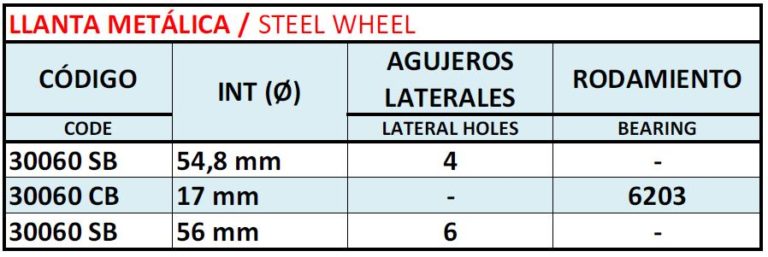 LLANTA METÁLICA / STEEL WHEEL
CÓDIGO INT (Ø) AGUJEROS LATERALES RODAMIENTO
CODE LATERAL HOLES BEARING
30060 SB 54,8 mm 4 -
30060 CB 17 mm - 6203
30060 SB 56 mm 6 -